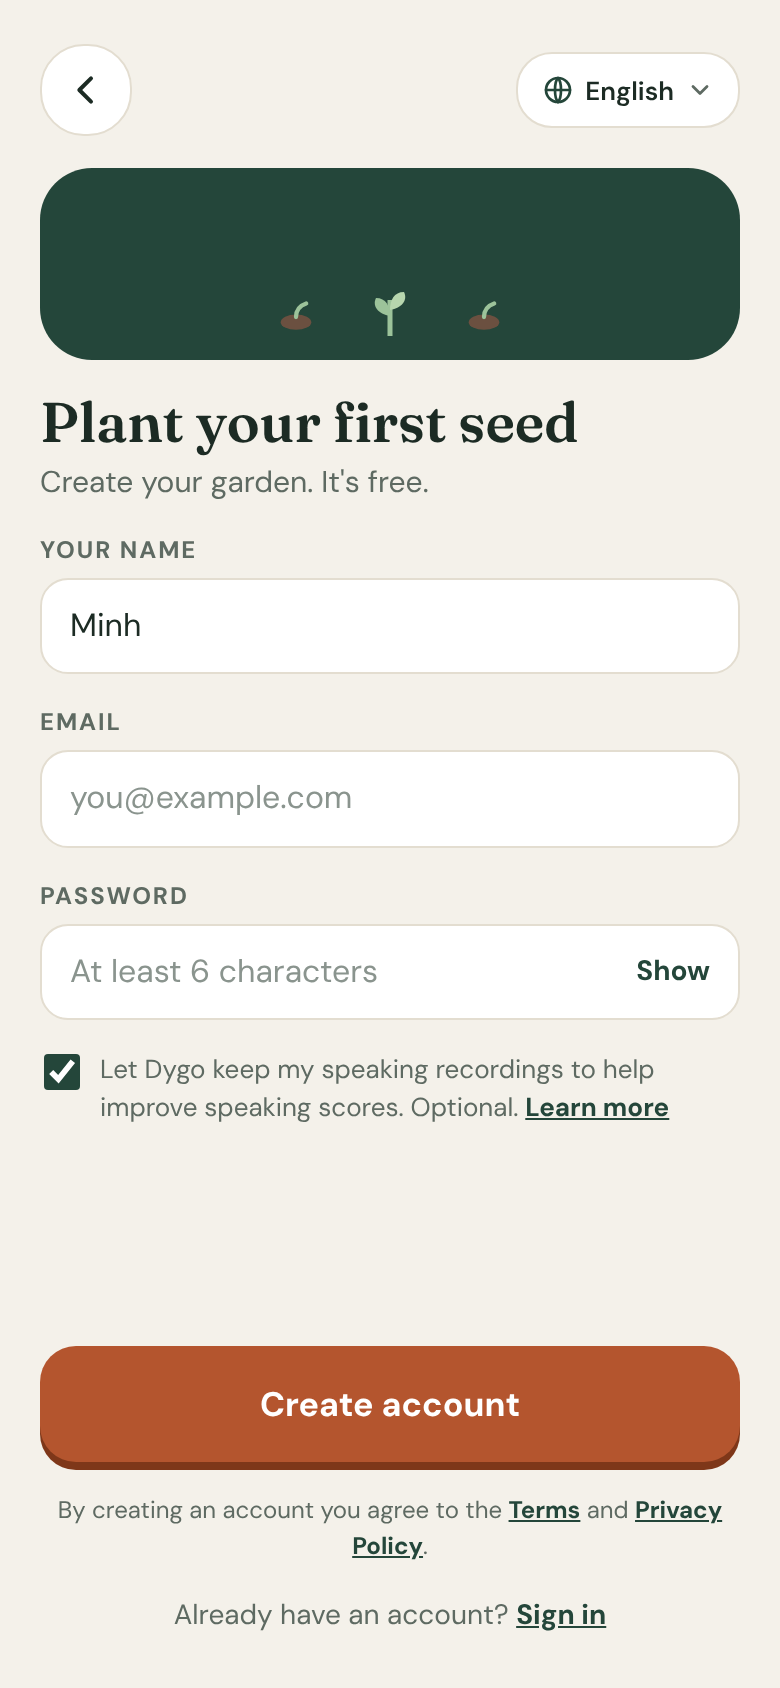 English
Plant your first seed
Create your garden. It's free.
YOUR NAME
Minh
EMAIL
you@example.com
PASSWORD
At least 6 characters
Show
Let Dygo keep my speaking recordings to help
improve speaking scores. Optional. Learn more
Create account
By creating an account you agree to the Terms and Privacy
Policy.
Already have an account? Sign in